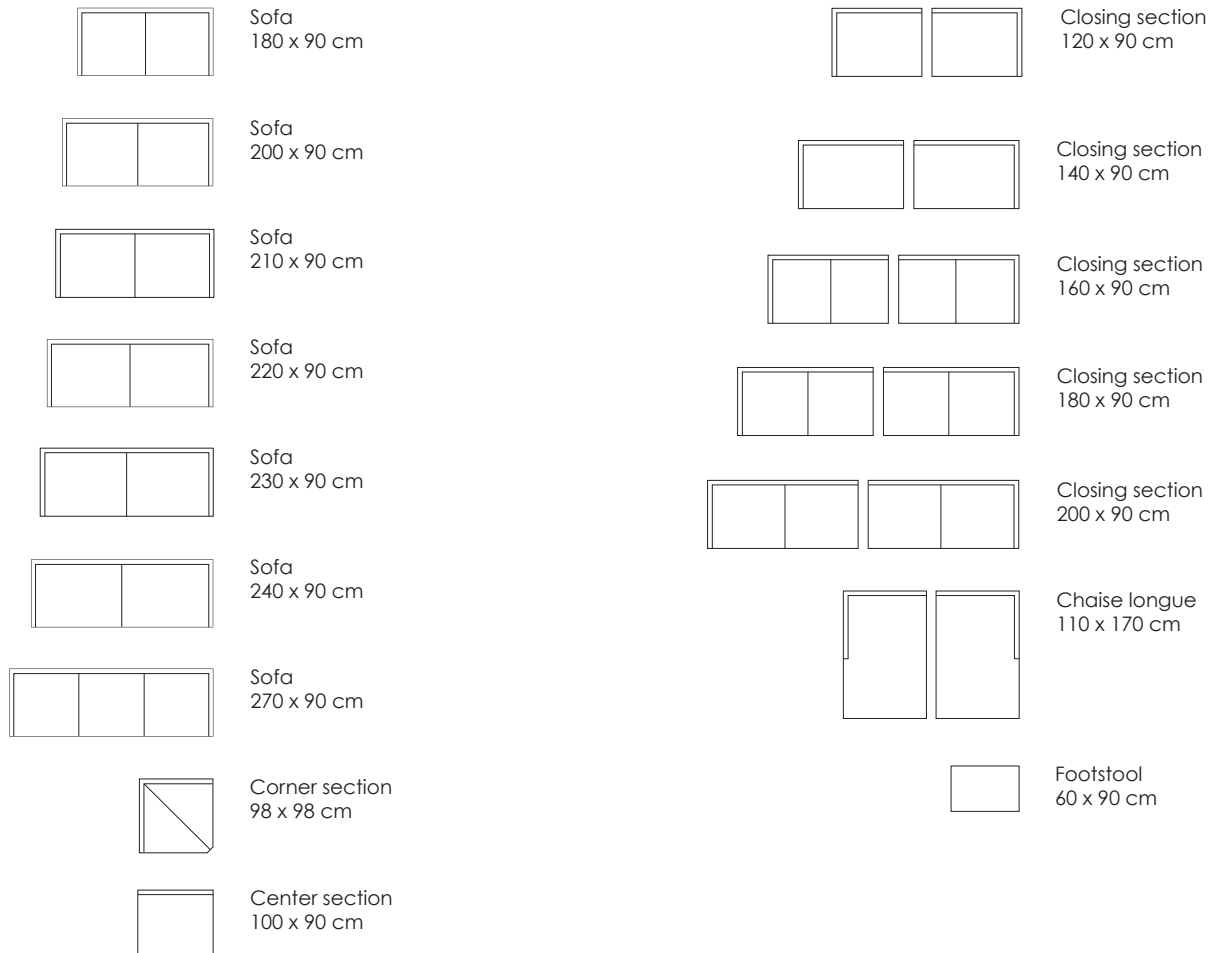 Sofa
180 x 90 cm
Sofa
200 x 90 cm
Sofa
210 x 90 cm
Sofa
220 x 90 cm
Sofa
230 x 90 cm
Sofa
240 x 90 cm
Sofa
270 x 90 cm
Corner section
98 x 98 cm
Center section
100 x 90 cm
Closing section
120 x 90 cm
Closing section
140 x 90 cm
Closing section
160 x 90 cm
Closing section
180 x 90 cm
Closing section
200 x 90 cm
Chaise longue
110 x 170 cm
Footstool
60 x 90 cm